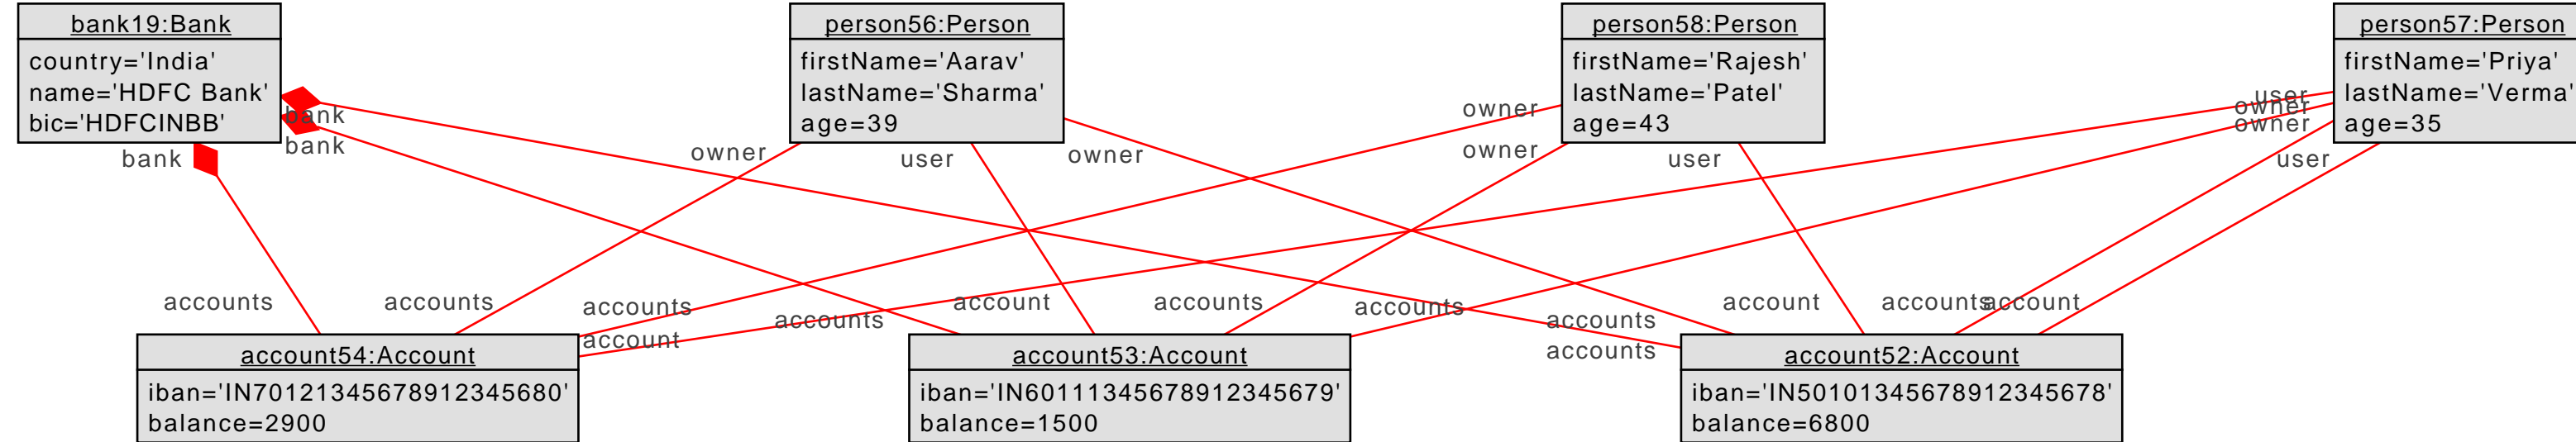 bank19:Bank
country='India'
name='HDFC Bank'
bic='HDFCINBB'
person56:Person
firstName='Aarav'
lastName='Sharma'
age=39
person58:Person
firstName='Rajesh'
lastName='Patel'
age=43
person57:Person
firstName='Priya'
lastName='Verma'
age=35
bank
bank
bank
owner
user
owner
owner
owner
user
user
owner
owner
user
accounts
accounts
accounts
account
accounts
account
accounts
accounts
accounts
accounts
account
accounts
account
account54:Account
iban='IN70121345678912345680'
balance=2900
account53:Account
iban='IN60111345678912345679'
balance=1500
account52:Account
iban='IN50101345678912345678'
balance=6800